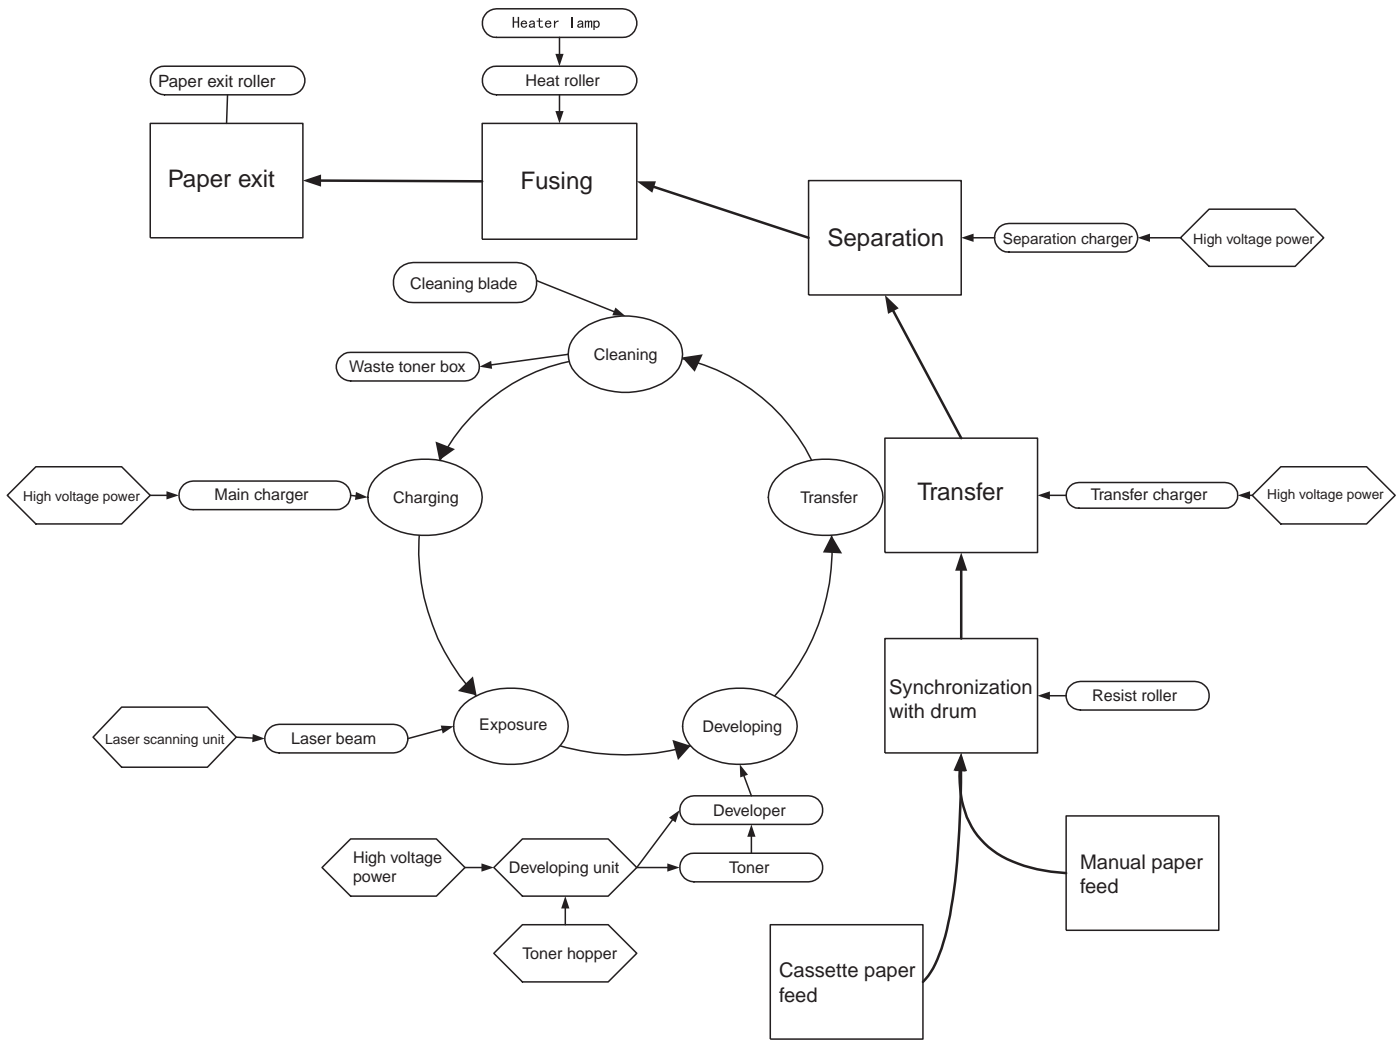 Heater lamp
Paper exit roller
Heat roller
Paper exit
Fusing
Separation
Separation charger
High voltage power
Cleaning blade
Cleaning
Waste toner box
High voltage power
Main charger
Charging
Transfer
Transfer
Transfer charger
High voltage power
Synchronization
with drum
Resist roller
Laser scanning unit
Laser beam
Exposure
Developing
Developer
High voltage
power
Developing unit
Toner
Manual paper
feed
Toner hopper
Cassette paper
feed